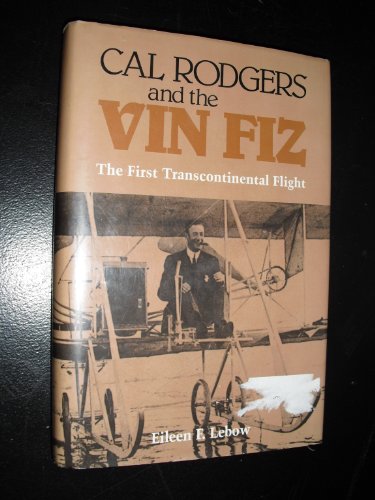 CAL RODGERS
and the
VIN FIZ
The First Transcontinental Flight
Eileen F. Lebow